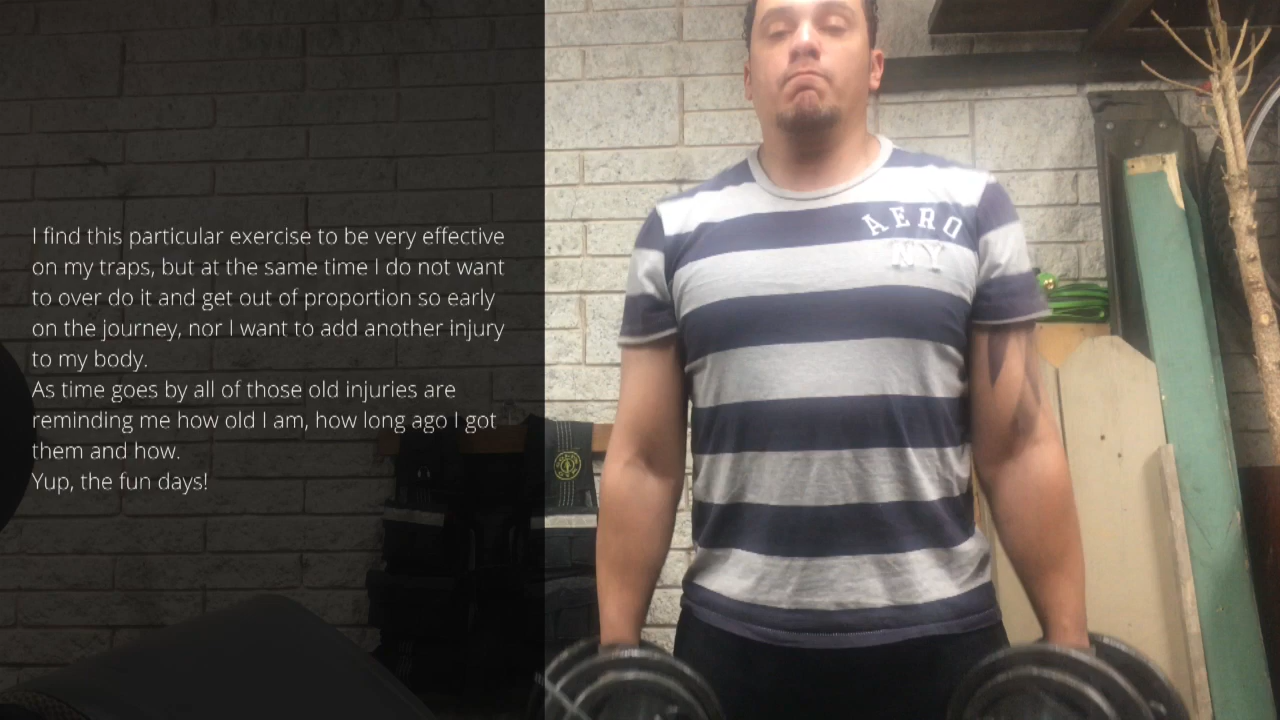 I find this particular exercise to be very effective
on my traps, but at the same time I do not want
to over do it and get out of proportion so early
on the journey, nor I want to add another injury
to my body.
As time goes by all of those old injuries are
reminding me how old I am, how long ago I got
them and how.
Yup, the fun days!
AERO
NY